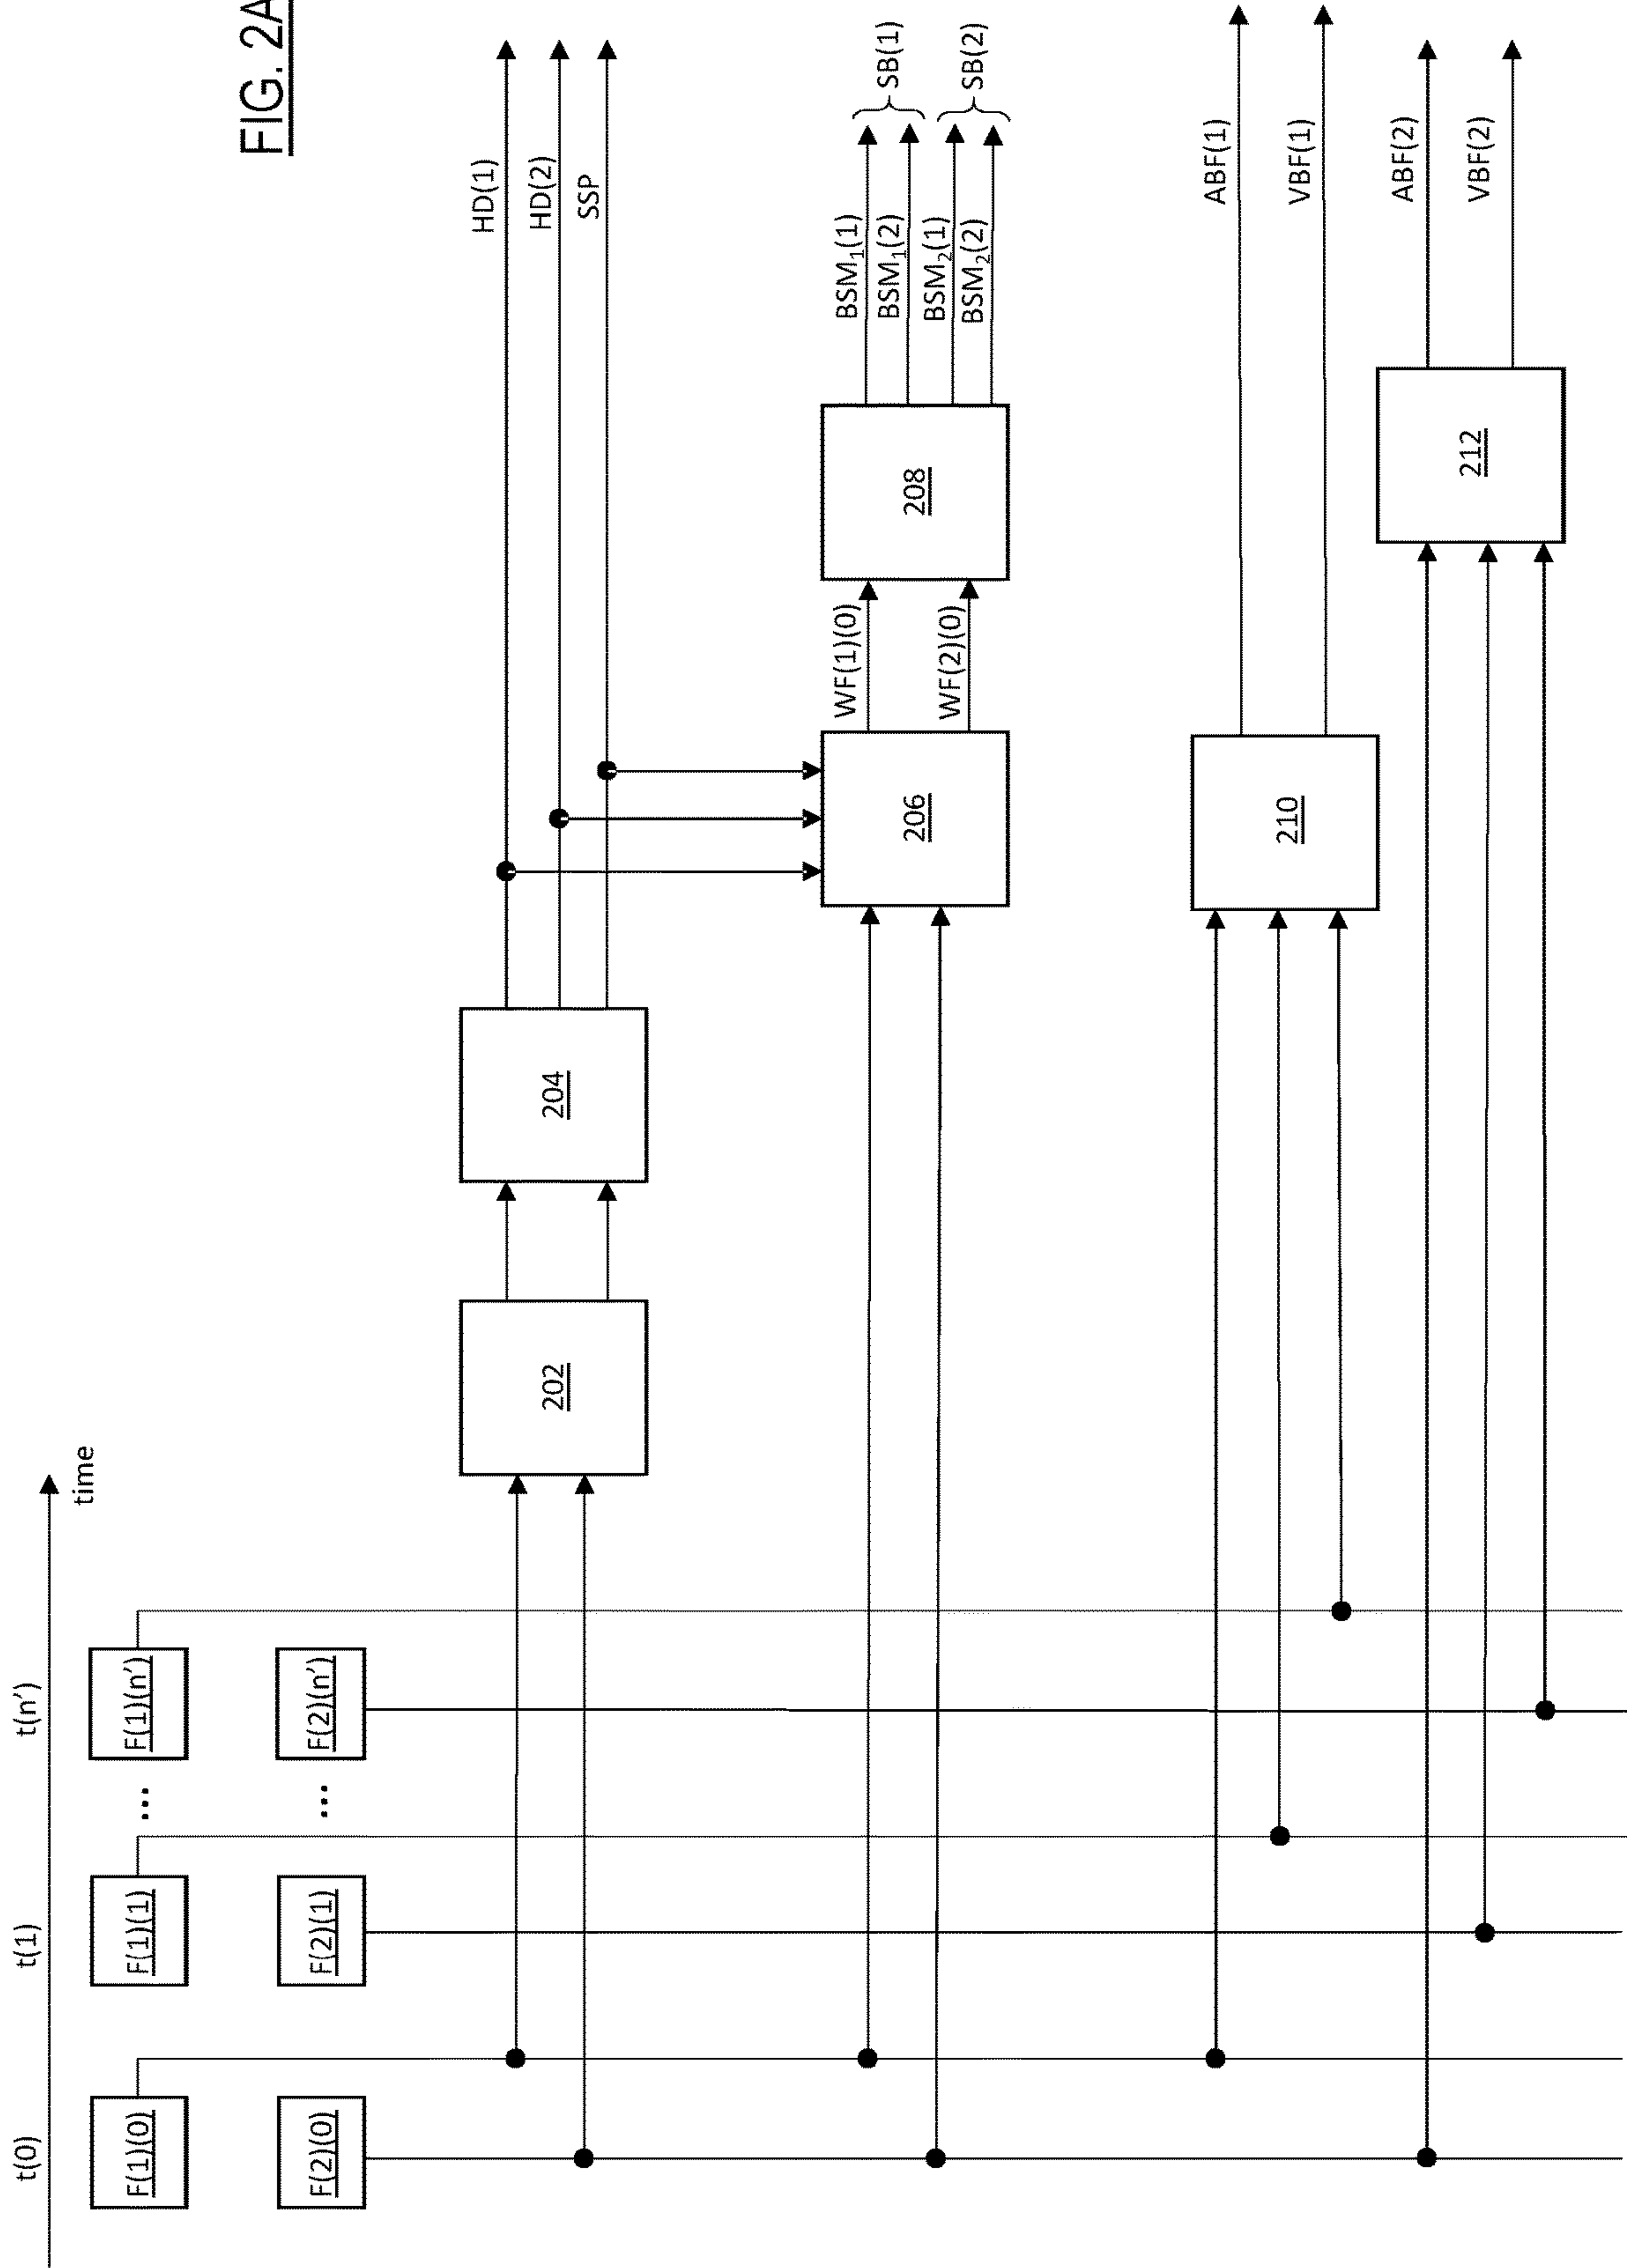 FIG. 2A
t(0)
t(1)
t(n')
time
F(1)(0)
F(1)(1)
...
F(1)(n')
F(2)(0)
F(2)(1)
...
F(2)(n')
202
204
HD(1)
HD(2)
SSP
206
WF(1)(0)
WF(2)(0)
208
BSM₁(1)
BSM₁(2)
BSM₂(1)
BSM₂(2)
SB(1)
SB(2)
210
ABF(1)
VBF(1)
212
ABF(2)
VBF(2)